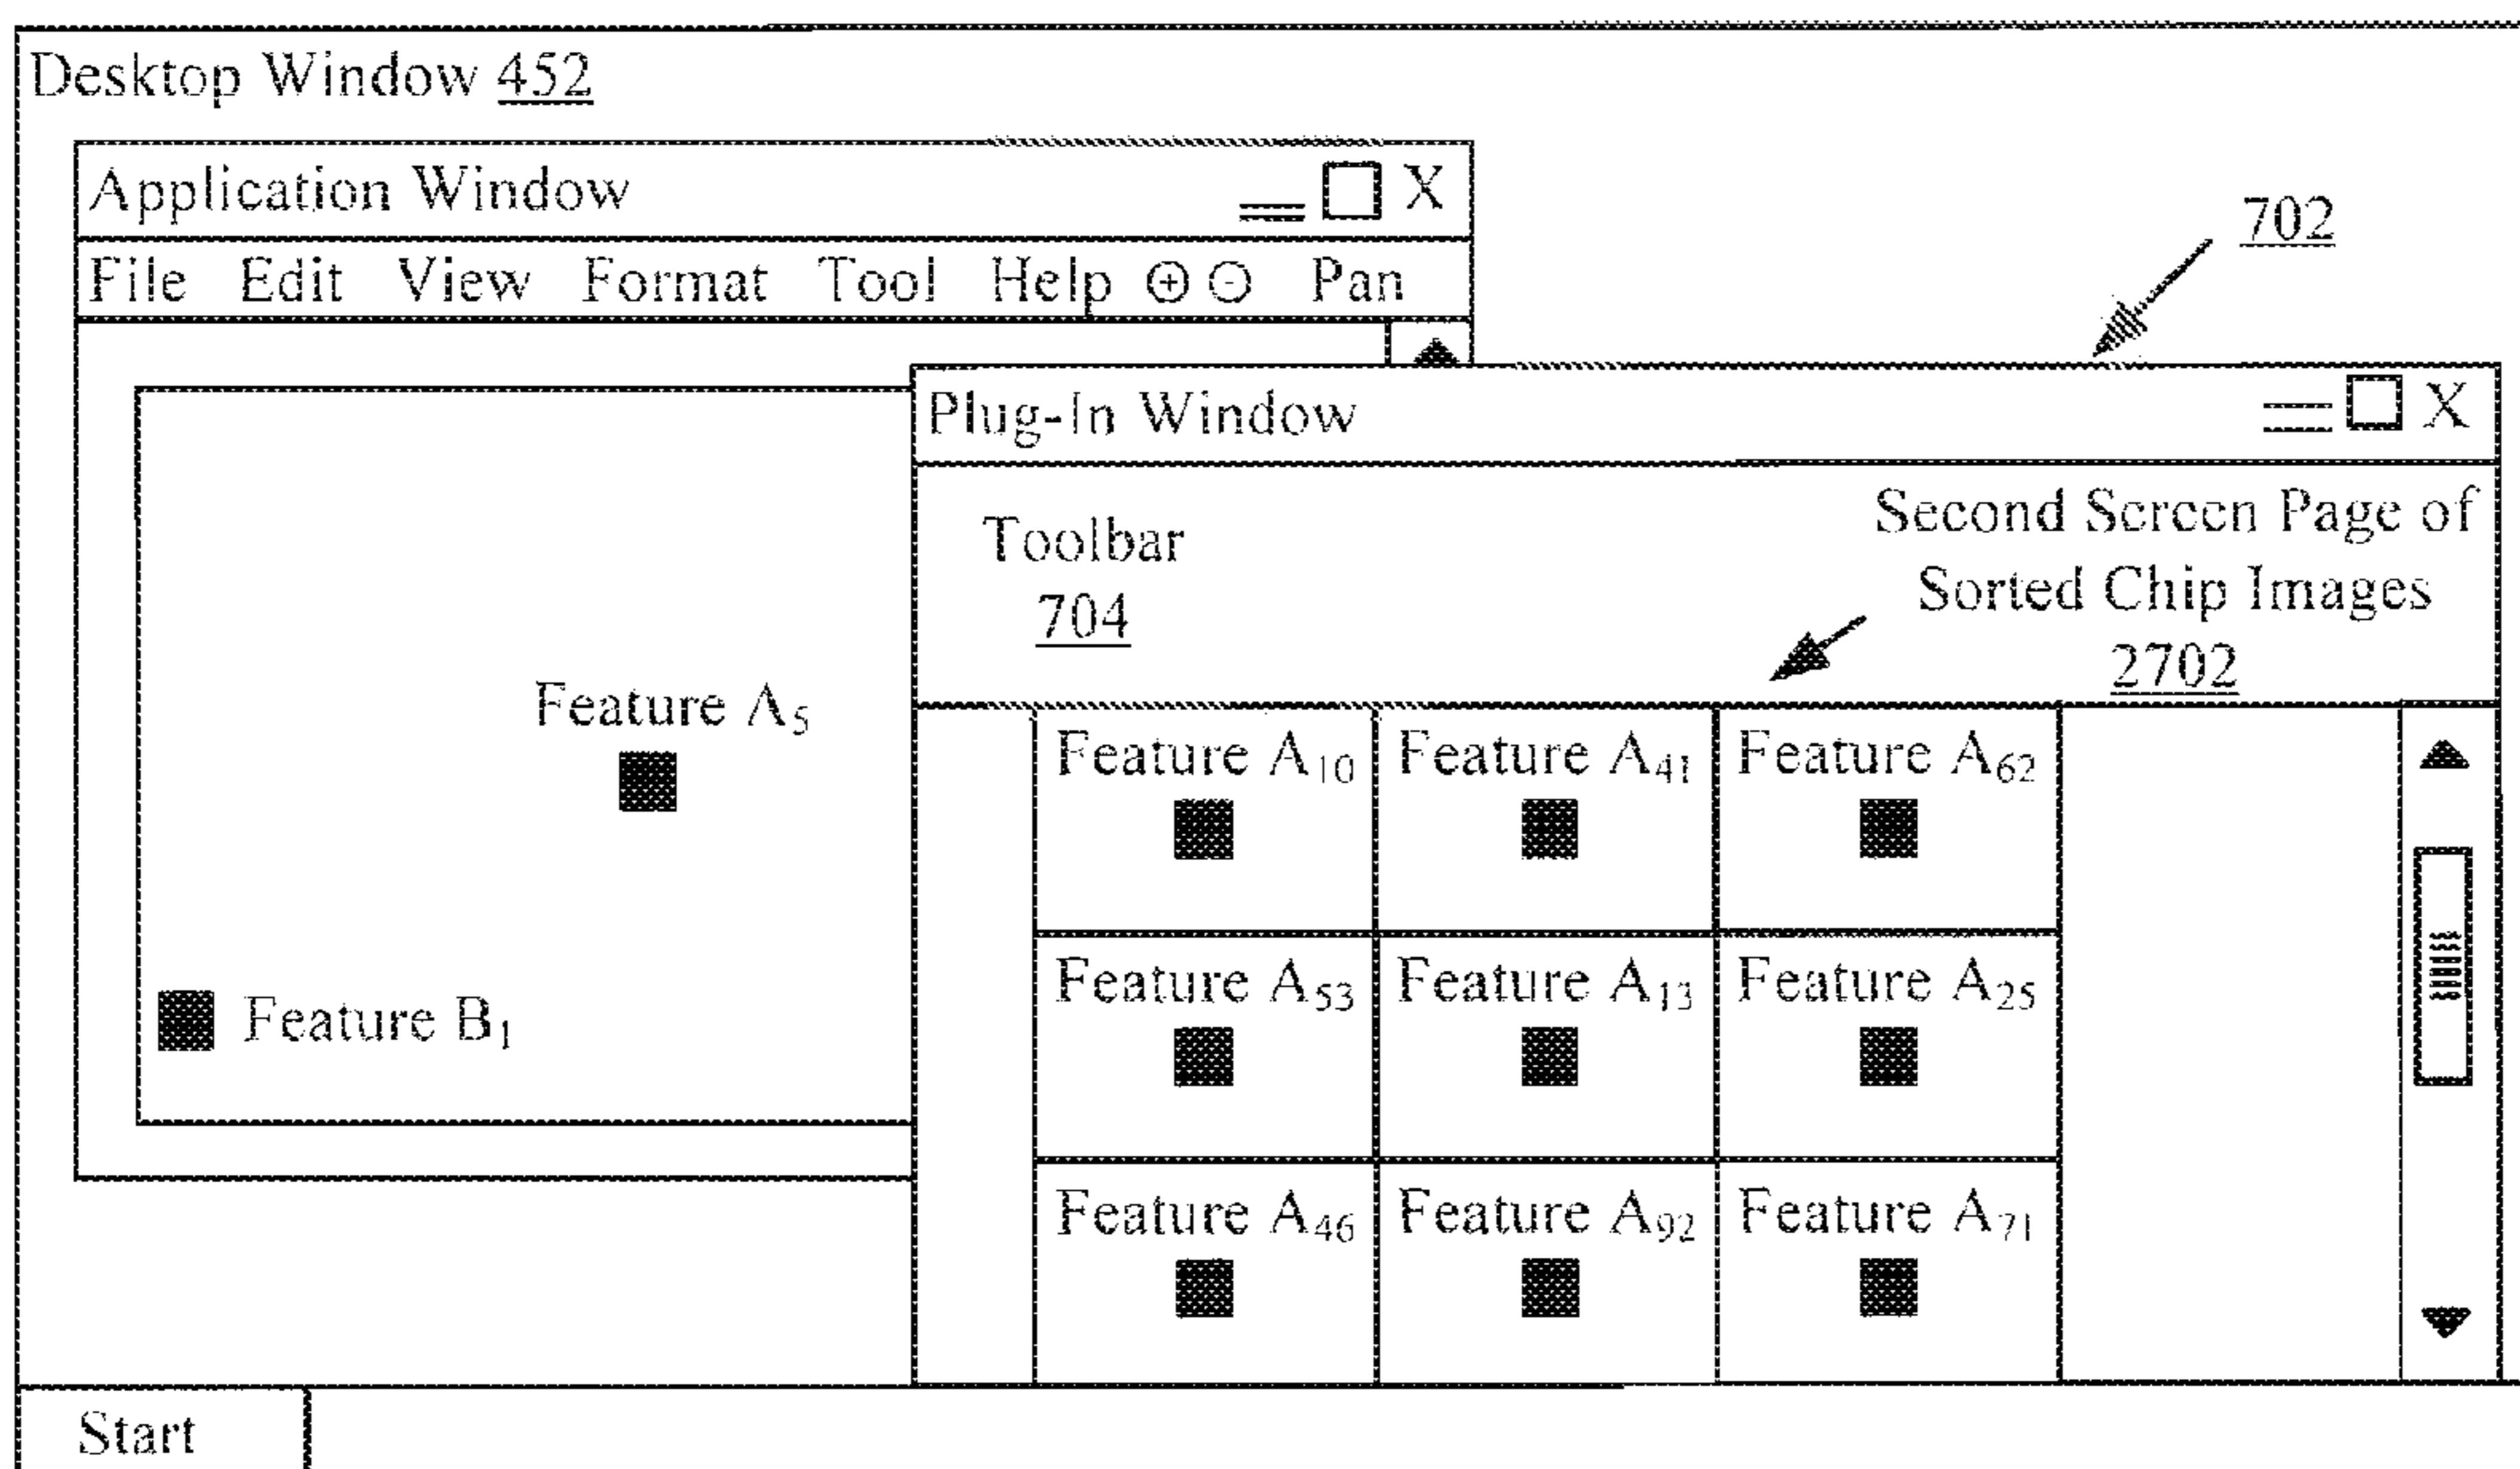 Desktop Window 452
Application Window X
File Edit View Format Tool Help + - Pan
702
Plug-In Window X
Toolbar
704
Second Screen Page of
Sorted Chip Images
2702
Feature A5
Feature B1
Feature A10 Feature A41 Feature A62
Feature A53 Feature A13 Feature A25
Feature A46 Feature A92 Feature A71
Start